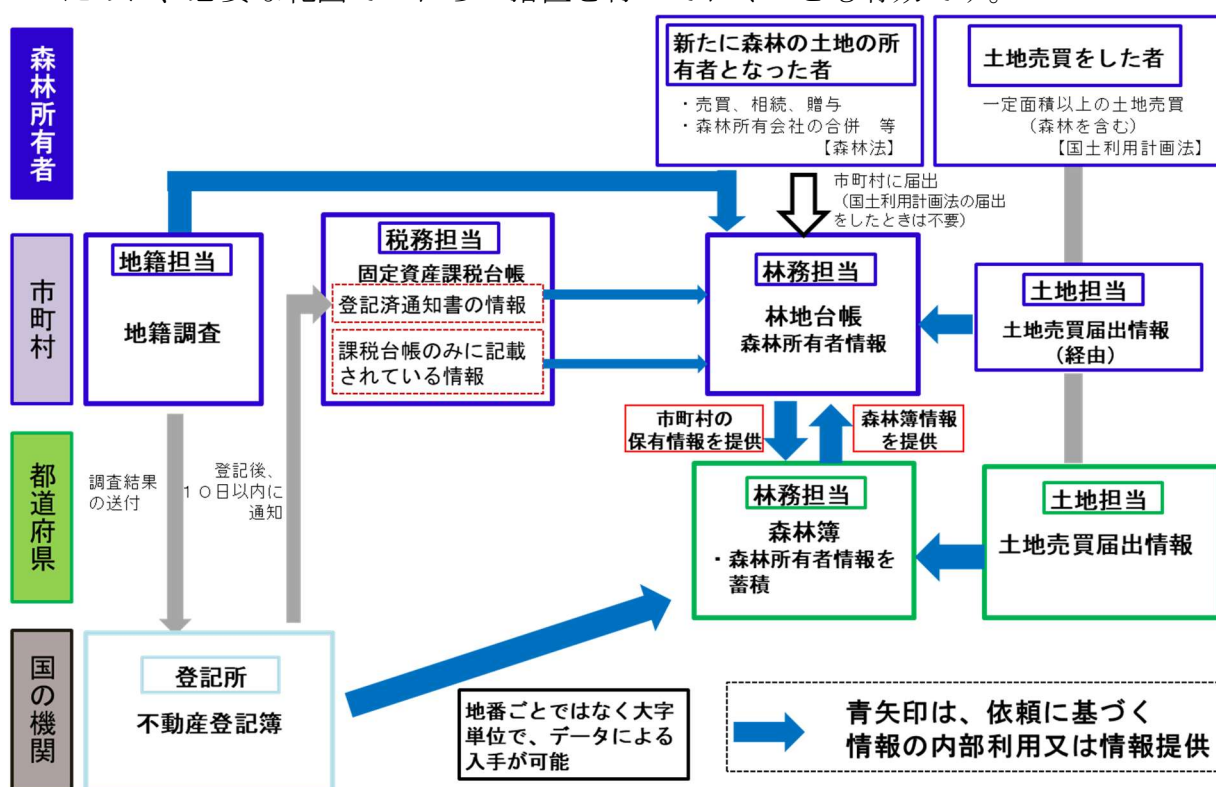 森林所有者
新たに森林の土地の所
有者となった者
・売買、相続、贈与
・森林所有会社の合併　等
【森林法】
土地売買をした者
一定面積以上の土地売買
（森林を含む）
【国土利用計画法】
市町村に届出
（国土利用計画法の届出
をしたときは不要）
市町村
地籍担当
地籍調査
税務担当
固定資産課税台帳
登記済通知書の情報
課税台帳のみに記載
されている情報
林務担当
林地台帳
森林所有者情報
土地担当
土地売買届出情報
（経由）
市町村の
保有情報を提供
森林簿情報
を提供
都道府県
調査結果
の送付
登記後、
１０日以内に
通知
林務担当
森林簿
・森林所有者情報を
蓄積
土地担当
土地売買届出情報
国の機関
登記所
不動産登記簿
地番ごとではなく大字
単位で、データによる
入手が可能
青矢印は、依頼に基づく
情報の内部利用又は情報提供